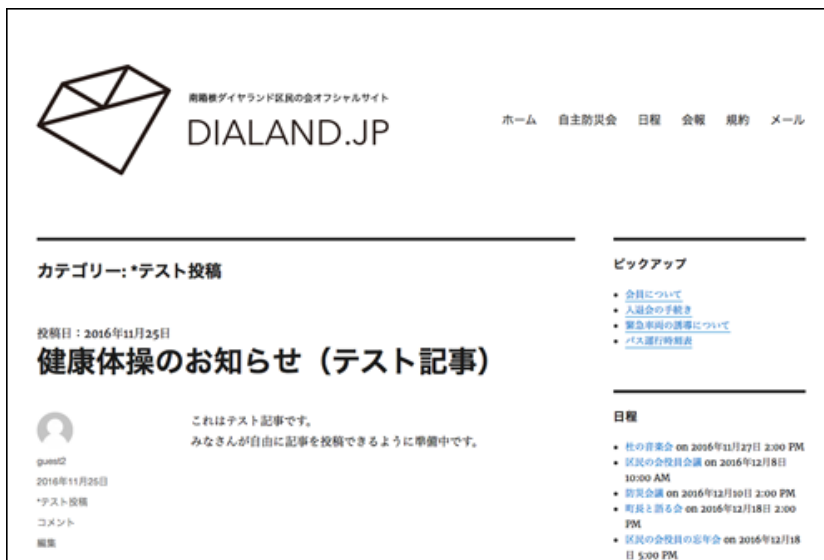 南箱根ダイヤランド区民の会オフシャルサイト
DIALAND.JP
ホーム 自主防災会 日程 会報 規約 メール
カテゴリー: *テスト投稿
投稿日：2016年11月25日
健康体操のお知らせ（テスト記事）
guest2
2016年11月25日
*テスト投稿
コメント
編集
これはテスト記事です。
みなさんが自由に記事を投稿できるように準備中です。
ピックアップ
会員について
入退会の手続き
緊急車両の誘導について
バス運行時刻表
日程
杜の音楽会 on 2016年11月27日 2:00 PM
区民の会役員会議 on 2016年12月8日
10:00 AM
防災会議 on 2016年12月10日 2:00 PM
町長と語る会 on 2016年12月18日 2:00
PM
区民の会役員の忘年会 on 2016年12月18
日 5:00 PM